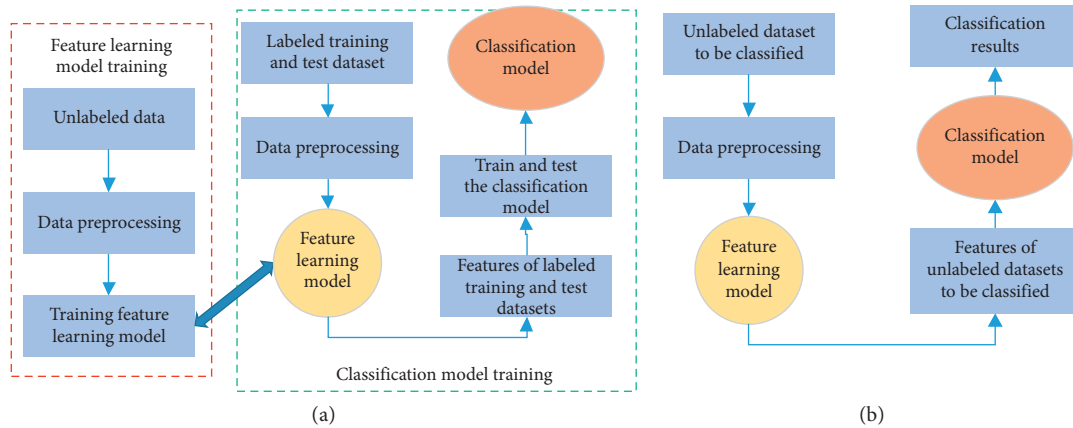 Feature learning
model training
Unlabeled data
Data preprocessing
Training feature
learning model
Labeled training
and test dataset
Data preprocessing
Feature
learning
model
Classification
model
Train and test
the classification
model
Features of labeled
training and test
datasets
Classification model training
(a)
Unlabeled dataset
to be classified
Data preprocessing
Feature
learning
model
Classification
results
Classification
model
Features of
unlabeled datasets
to be classified
(b)